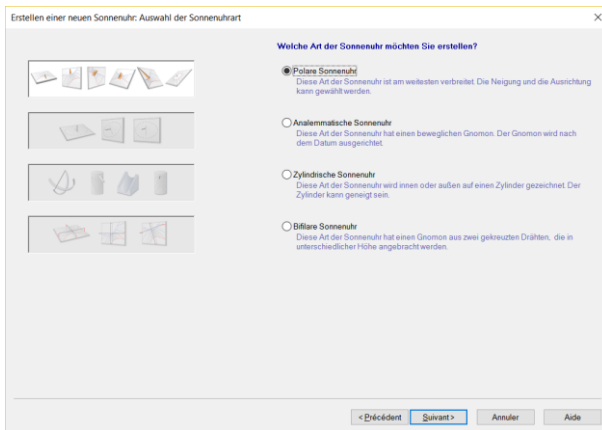 Erstellen einer neuen Sonnenuhr: Auswahl der Sonnenuhrart
Welche Art der Sonnenuhr möchten Sie erstellen?
Polare Sonnenuhr
Diese Art der Sonnenuhr ist am weitesten verbreitet. Die Neigung und die Ausrichtung
kann gewählt werden.
Analemmatische Sonnenuhr
Diese Art der Sonnenuhr hat einen beweglichen Gnomon. Der Gnomon wird nach
dem Datum ausgerichtet.
Zylindrische Sonnenuhr
Diese Art der Sonnenuhr wird innen oder außen auf einen Zylinder gezeichnet. Der
Zylinder kann geneigt sein.
Bifilare Sonnenuhr
Diese Art der Sonnenuhr hat einen Gnomon aus zwei gekreuzten Drähten, die in
unterschiedlicher Höhe angebracht werden.
< Précédent Suivant > Annuler Aide